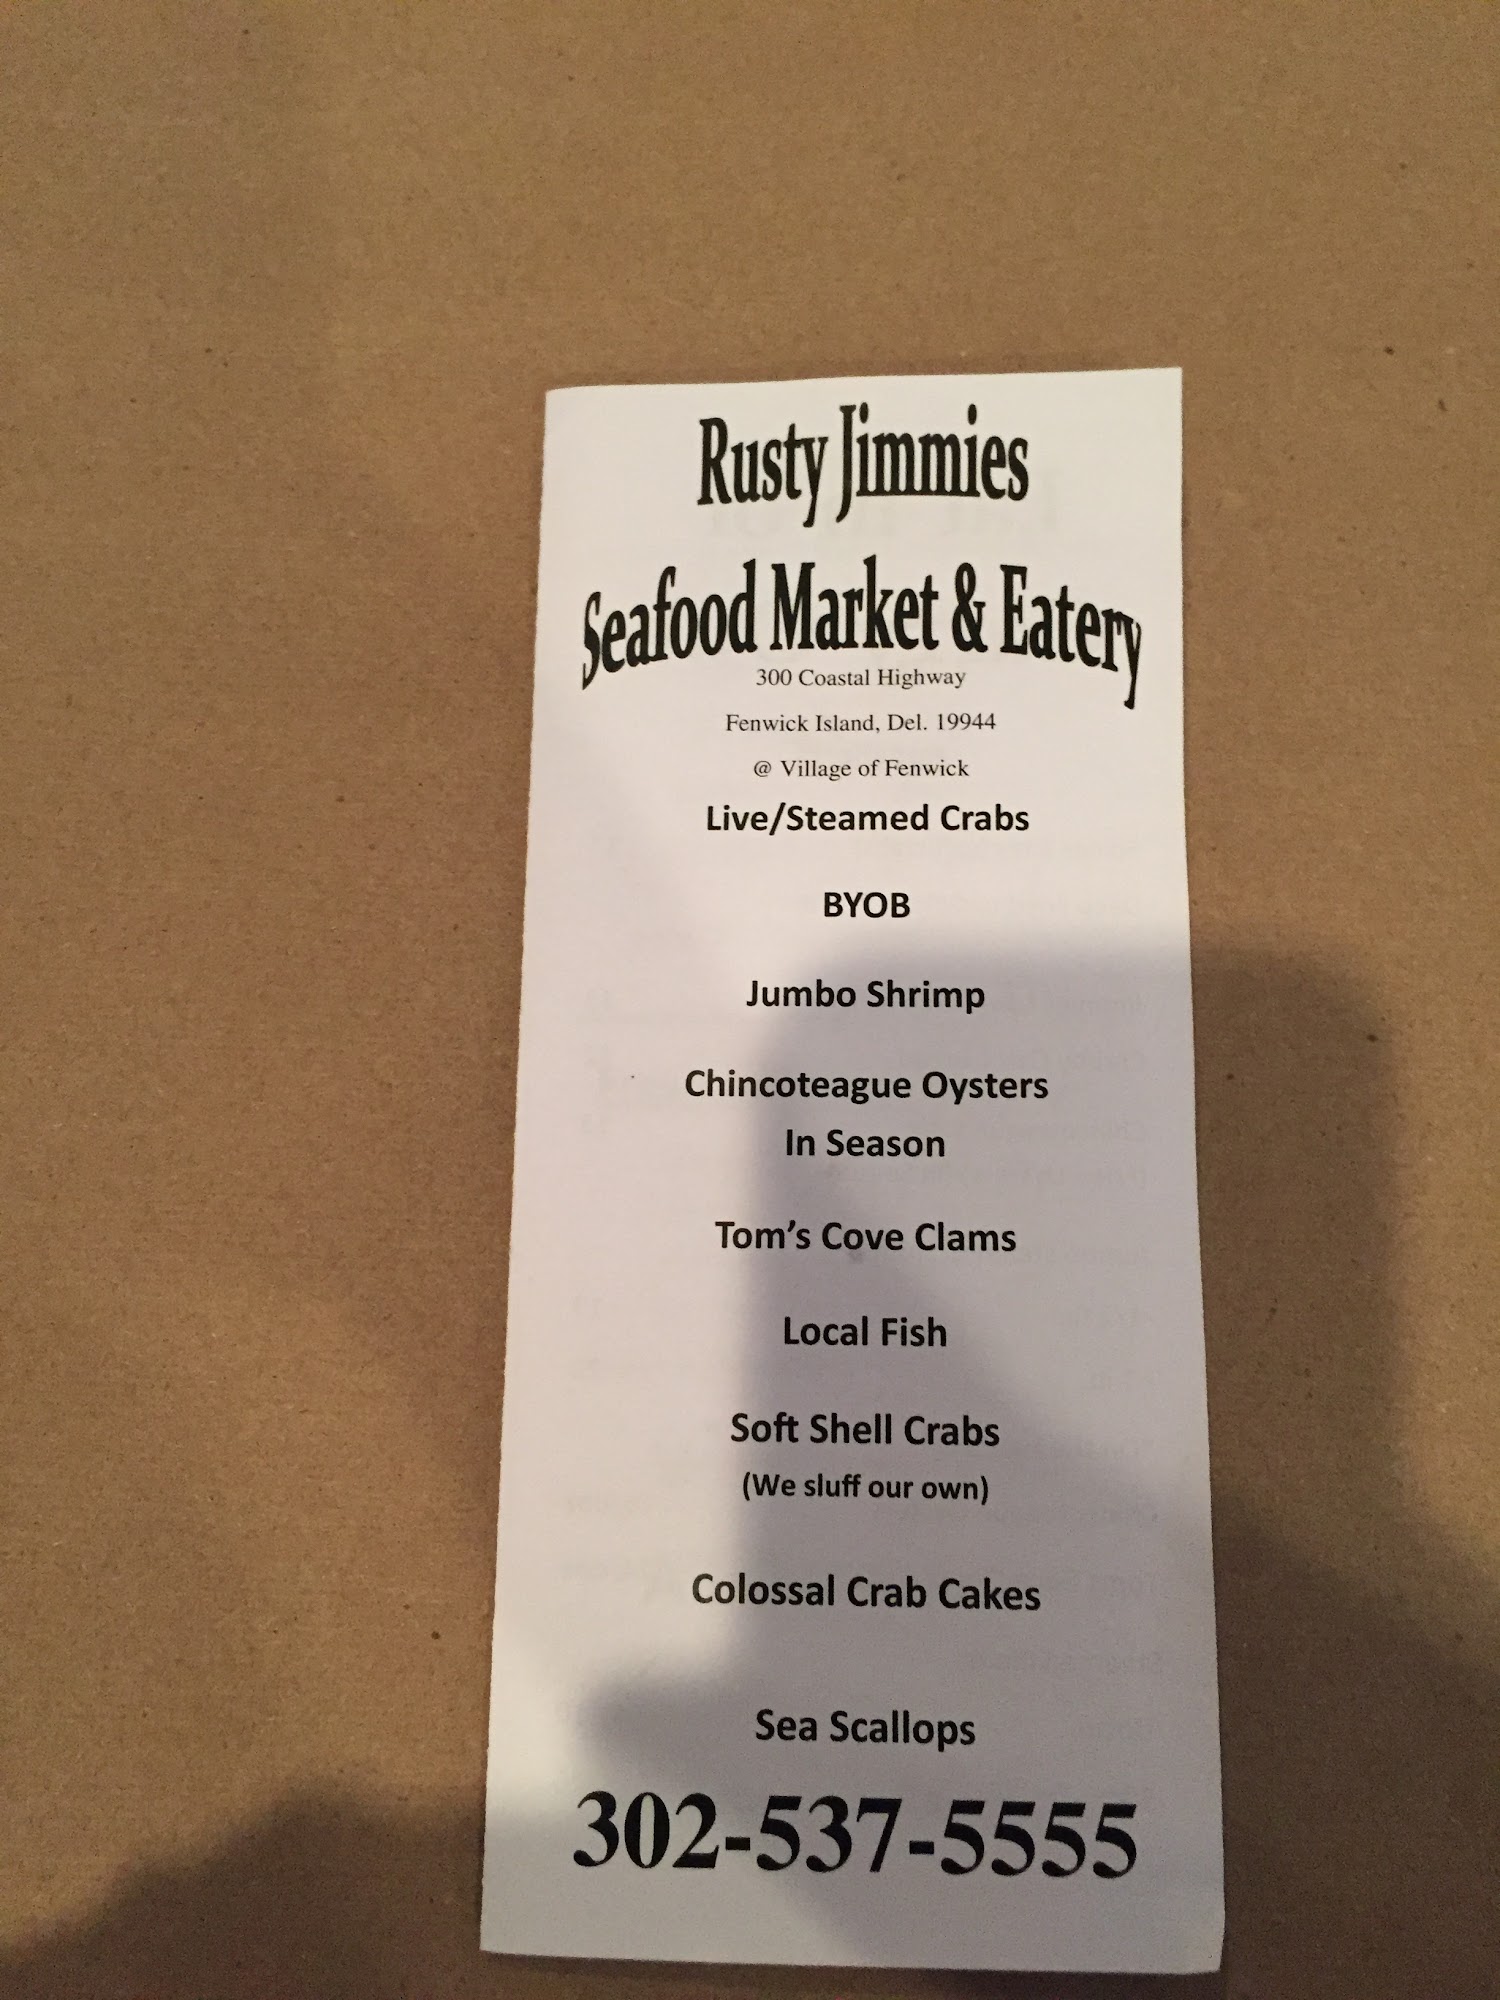 Rusty Jimmies
Seafood Market & Eatery
300 Coastal Highway
Fenwick Island, Del. 19944
@ Village of Fenwick
Live/Steamed Crabs
BYOB
Jumbo Shrimp
Chincoteague Oysters
In Season
Tom's Cove Clams
Local Fish
Soft Shell Crabs
(We sluff our own)
Colossal Crab Cakes
Sea Scallops
302-537-5555